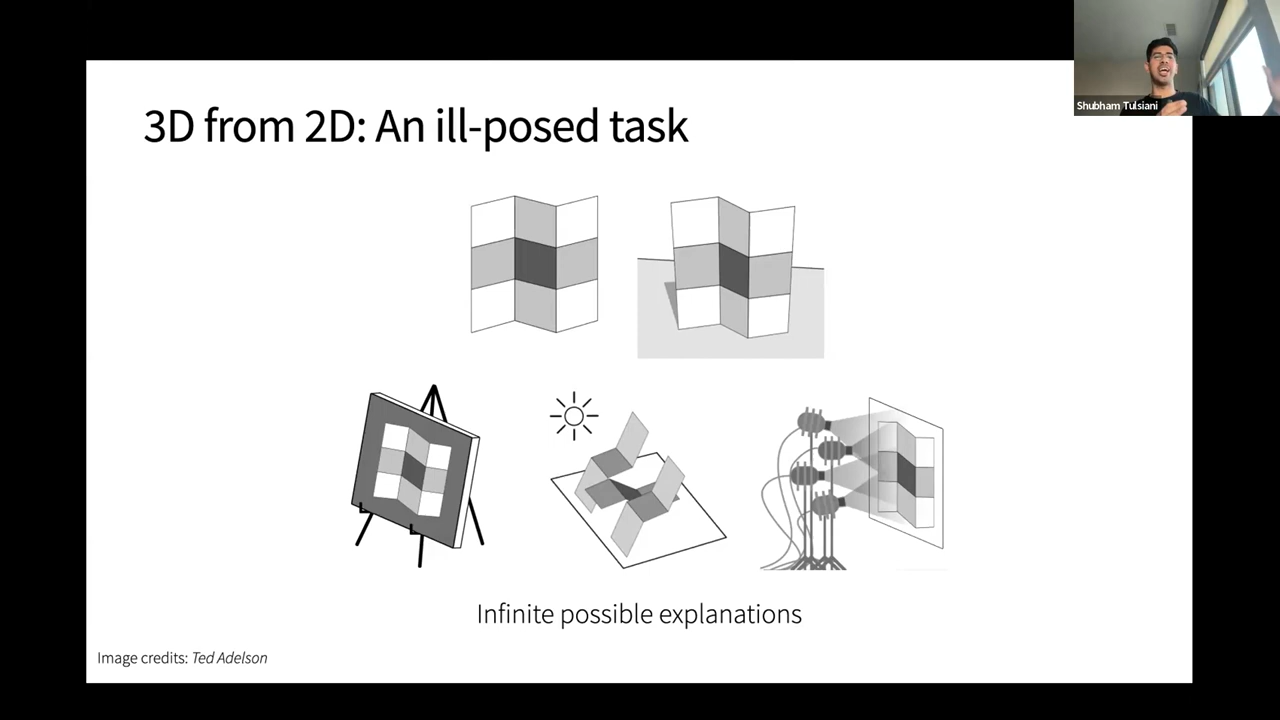 Shubham Tulsiani
3D from 2D: An ill-posed task
Infinite possible explanations
Image credits: Ted Adelson